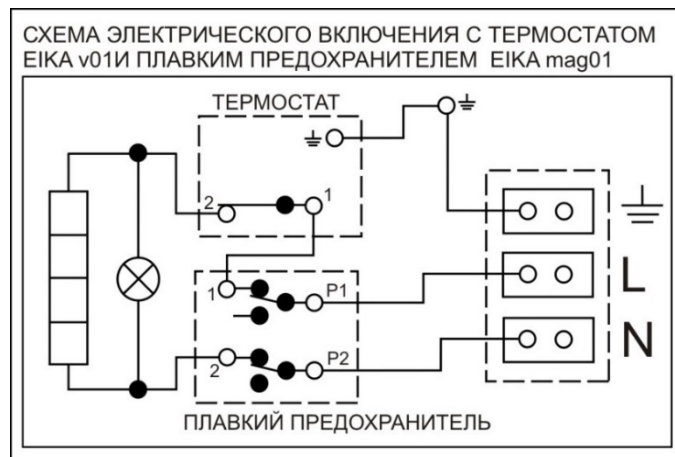 СХЕМА ЭЛЕКТРИЧЕСКОГО ВКЛЮЧЕНИЯ С ТЕРМОСТАТОМ
EIKA v01И ПЛАВКИМ ПРЕДОХРАНИТЕЛЕМ EIKA mag01
ТЕРМОСТАТ
2
1
1
P1
L
2
P2
N
ПЛАВКИЙ ПРЕДОХРАНИТЕЛЬ